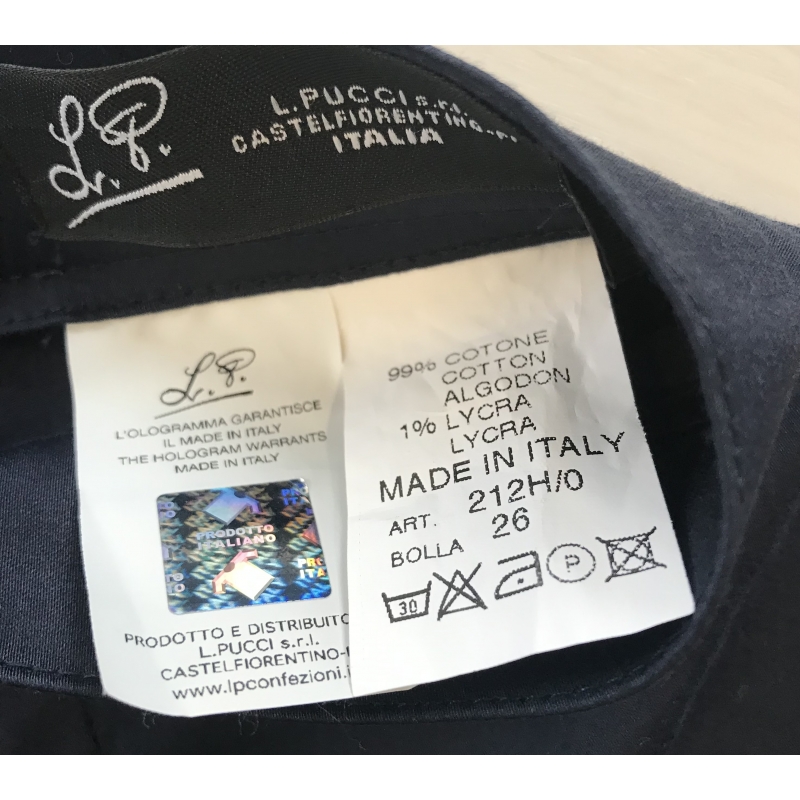 L.P.
L.PUCCI s.r.l.
CASTELFIORENTINO-
ITALIA
L.P.
L'OLOGRAMMA GARANTISCE
IL MADE IN ITALY
THE HOLOGRAM WARRANTS
MADE IN ITALY
PRODOTTO
ITALIANO
PRODOTTO E DISTRIBUITO
L.PUCCI s.r.l.
CASTELFIORENTINO-
www.lpconfezioni.i
99% COTONE
COTTON
ALGODON
1% LYCRA
LYCRA
MADE IN ITALY
ART. 212H/0
BOLLA 26
30 P